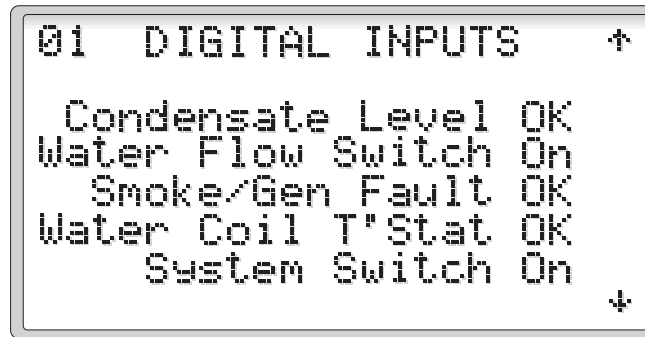 01 DIGITAL INPUTS ↑
Condensate Level OK
Water Flow Switch On
Smoke/Gen Fault OK
Water Coil T"Stat OK
System Switch On
↓